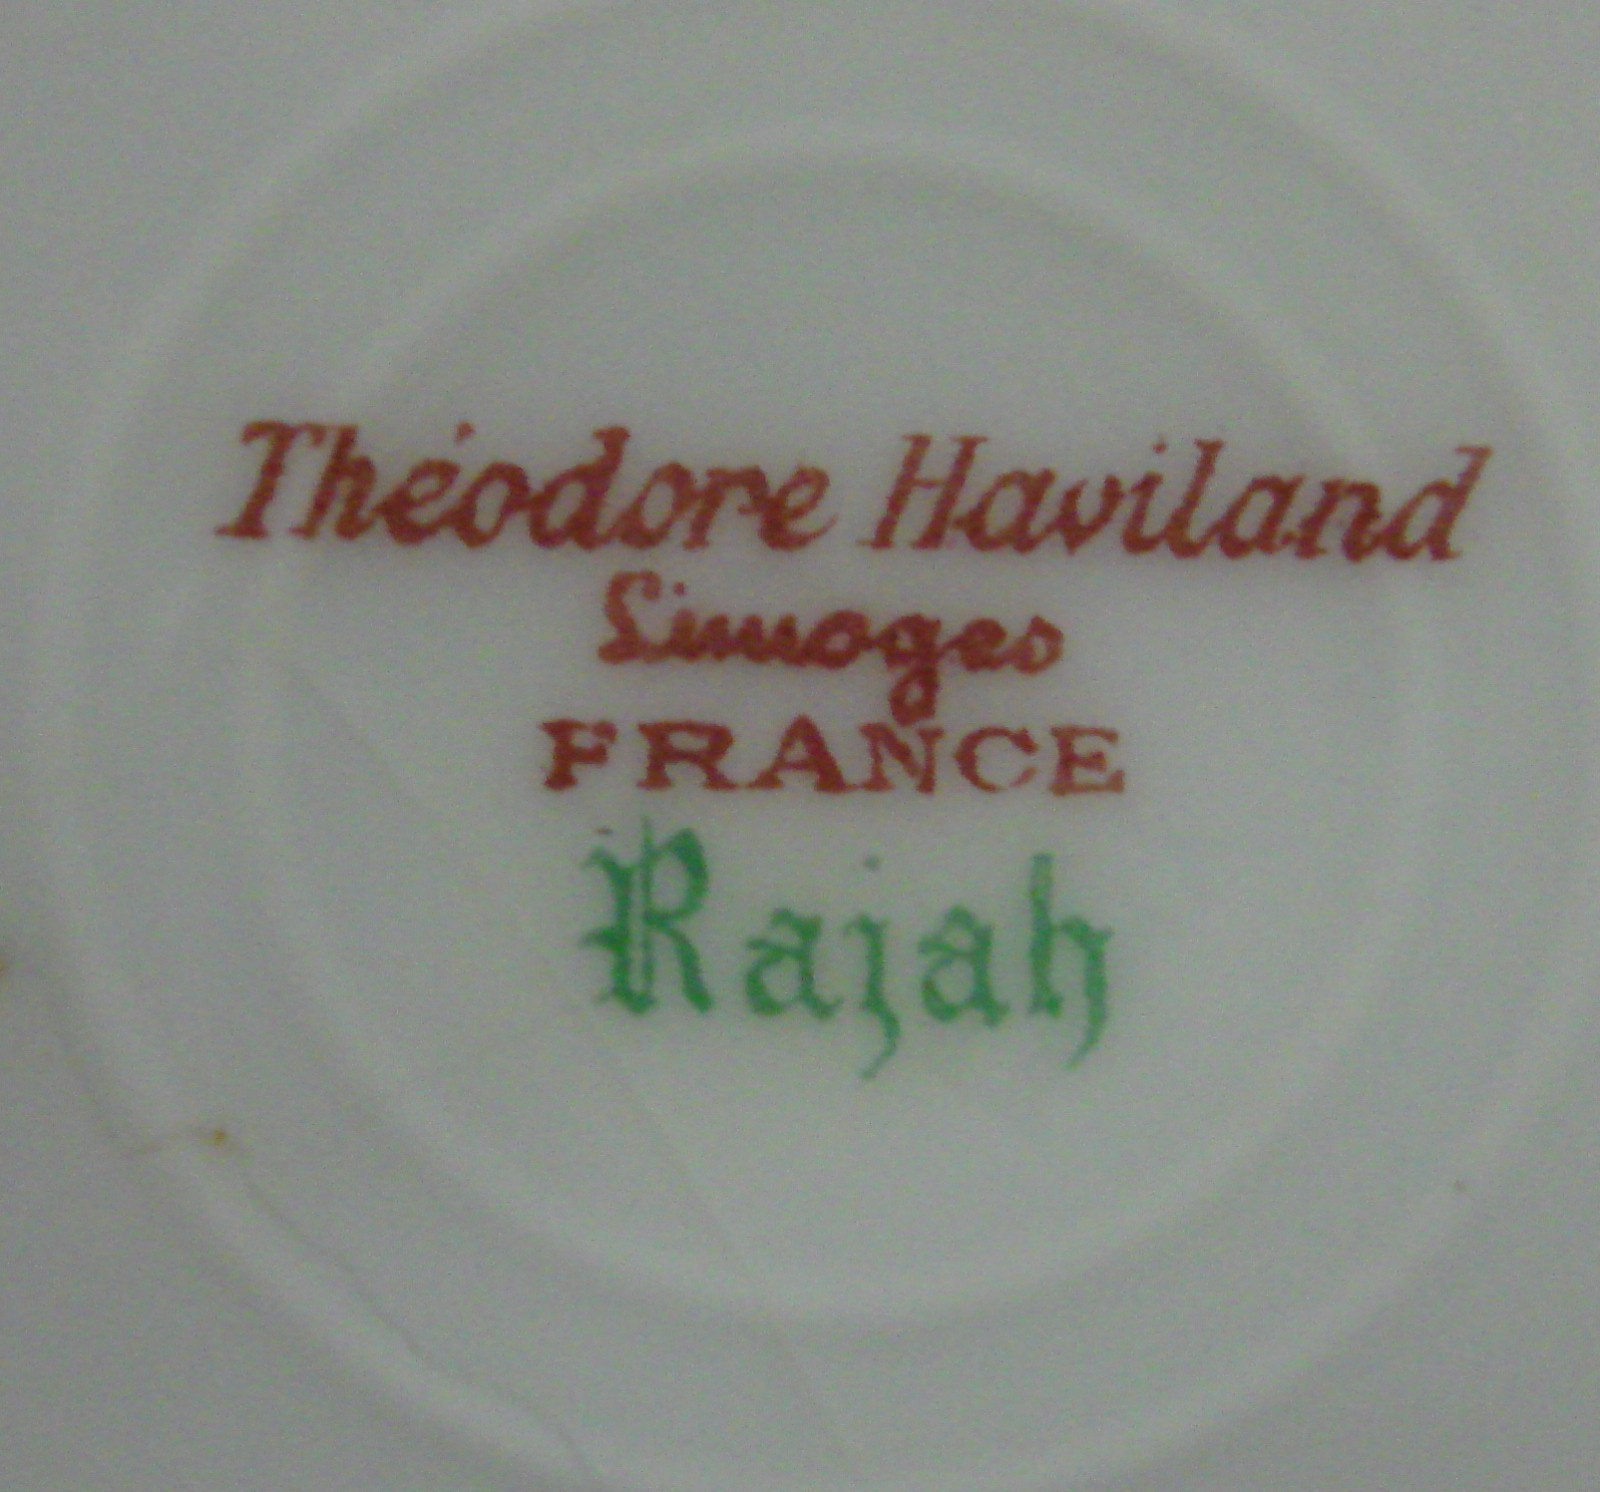 Théodore Haviland
Limoges
FRANCE
Rajah